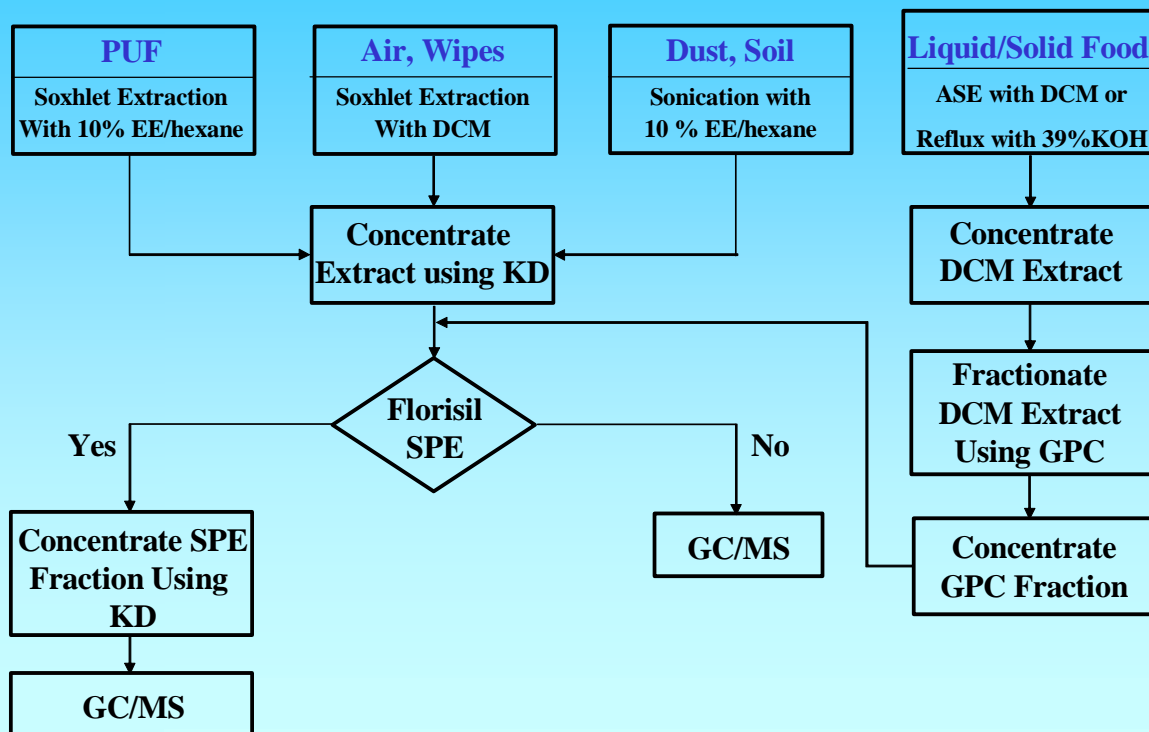 PUF
Soxhlet Extraction
With 10% EE/hexane
Air, Wipes
Soxhlet Extraction
With DCM
Dust, Soil
Sonication with
10 % EE/hexane
Liquid/Solid Food
ASE with DCM or
Reflux with 39%KOH
Concentrate
Extract using KD
Concentrate
DCM Extract
Florisil
SPE
Fractionate
DCM Extract
Using GPC
Yes
No
Concentrate SPE
Fraction Using
KD
GC/MS
Concentrate
GPC Fraction
GC/MS